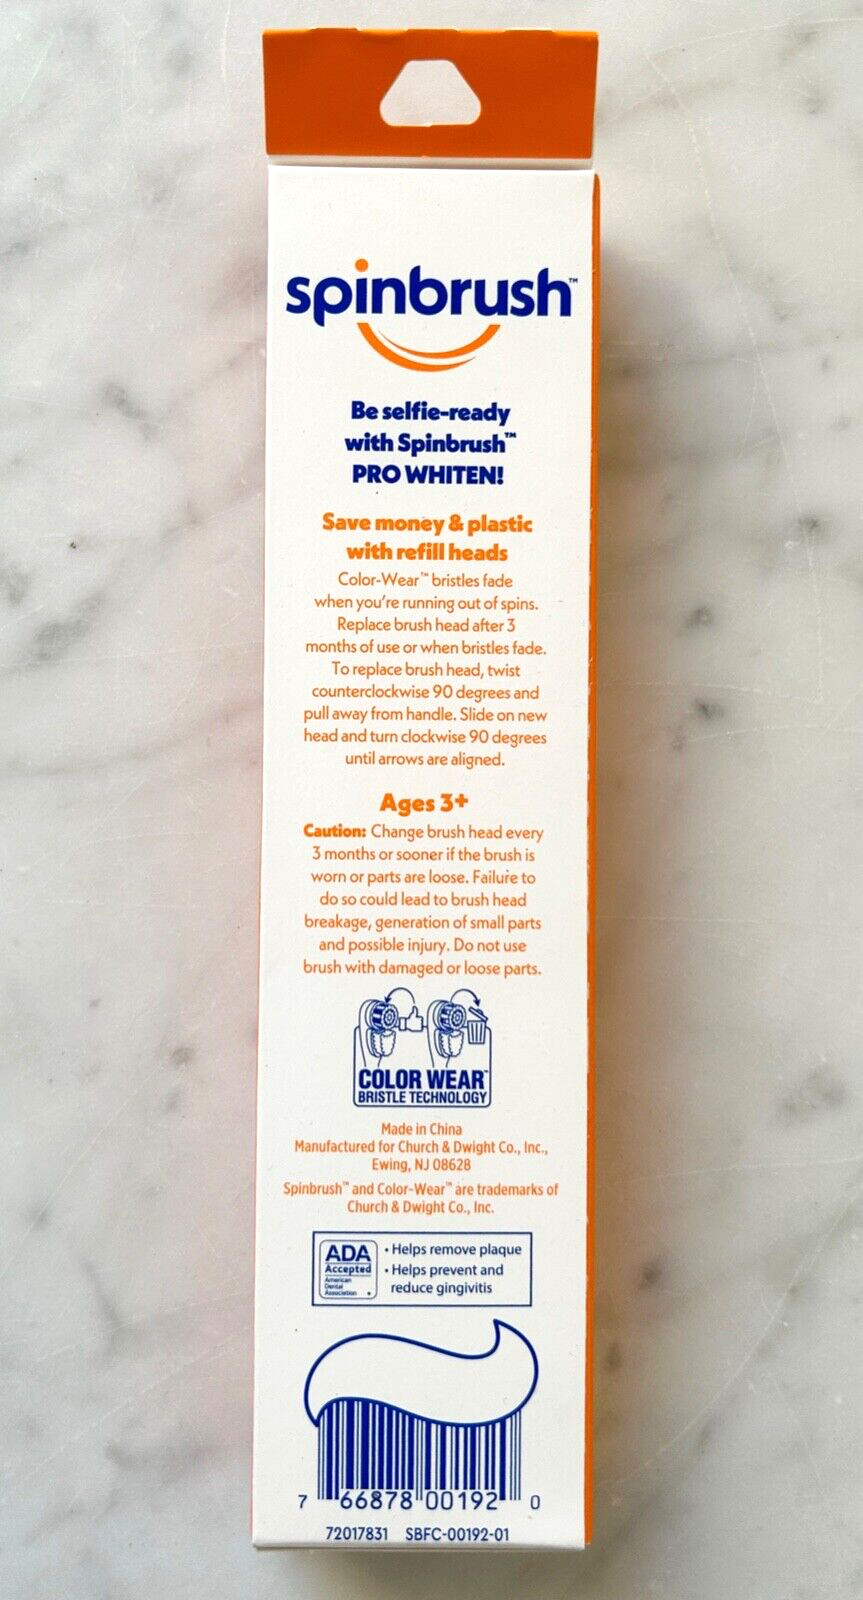 spinbrush™
Be selfie-ready
with Spinbrush™
PRO WHITEN!
Save money & plastic
with refill heads
Color-Wear™ bristles fade
when you're running out of spins.
Replace brush head after 3
months of use or when bristles fade.
To replace brush head, twist
counterclockwise 90 degrees and
pull away from handle. Slide on new
head and turn clockwise 90 degrees
until arrows are aligned.
Ages 3+
Caution: Change brush head every
3 months or sooner if the brush is
worn or parts are loose. Failure to
do so could lead to brush head
breakage, generation of small parts
and possible injury. Do not use
brush with damaged or loose parts.
COLOR WEAR™
BRISTLE TECHNOLOGY
Made in China
Manufactured for Church & Dwight Co., Inc.,
Ewing, NJ 08628
Spinbrush™ and Color-Wear™ are trademarks of
Church & Dwight Co., Inc.
ADA
Accepted
American
Dental
Association
• Helps remove plaque
• Helps prevent and
reduce gingivitis
7 66878 00192 0
72017831 SBFC-00192-01